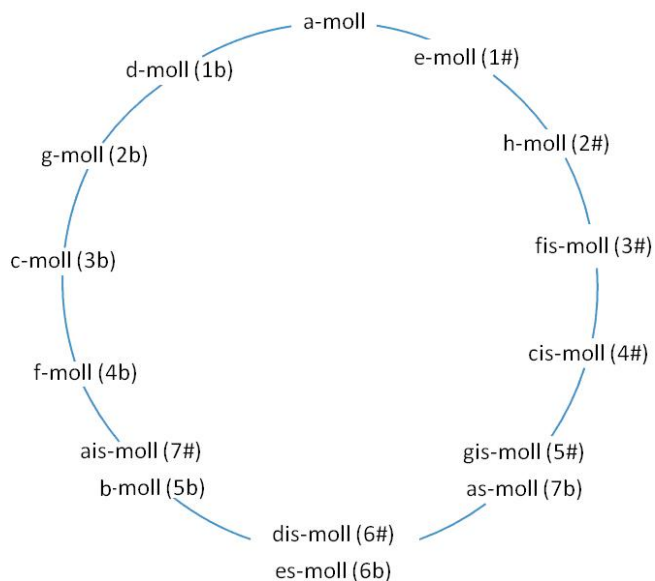 a-moll
e-moll (1#)
h-moll (2#)
fis-moll (3#)
cis-moll (4#)
gis-moll (5#)
as-moll (7b)
dis-moll (6#)
es-moll (6b)
ais-moll (7#)
b-moll (5b)
f-moll (4b)
c-moll (3b)
g-moll (2b)
d-moll (1b)